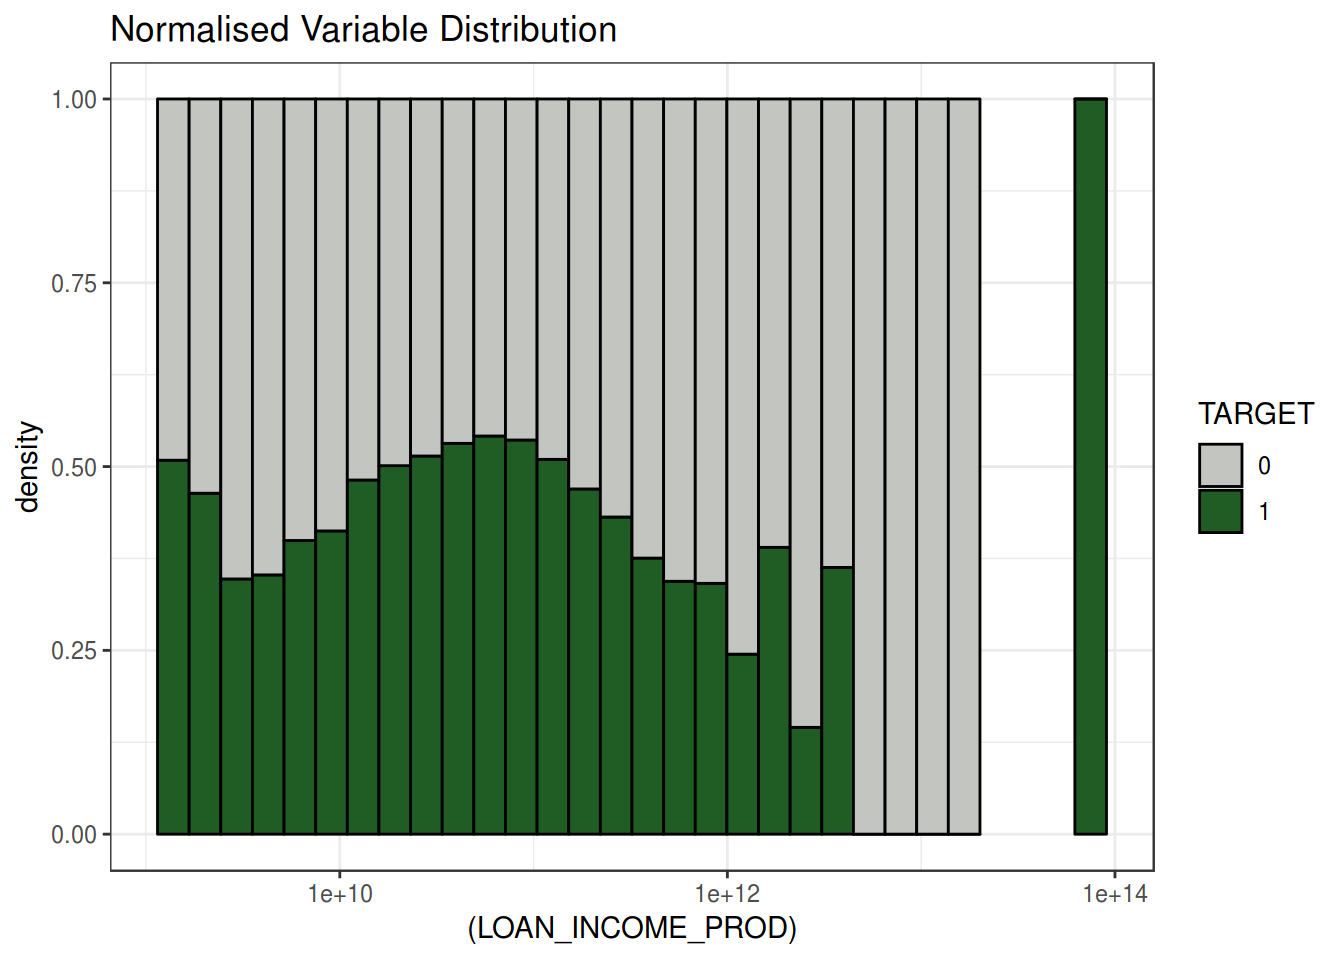 Normalised Variable Distribution
1.00
0.75
0.50
0.25
0.00
density
1e+10
1e+12
1e+14
(LOAN_INCOME_PROD)
TARGET
0
1